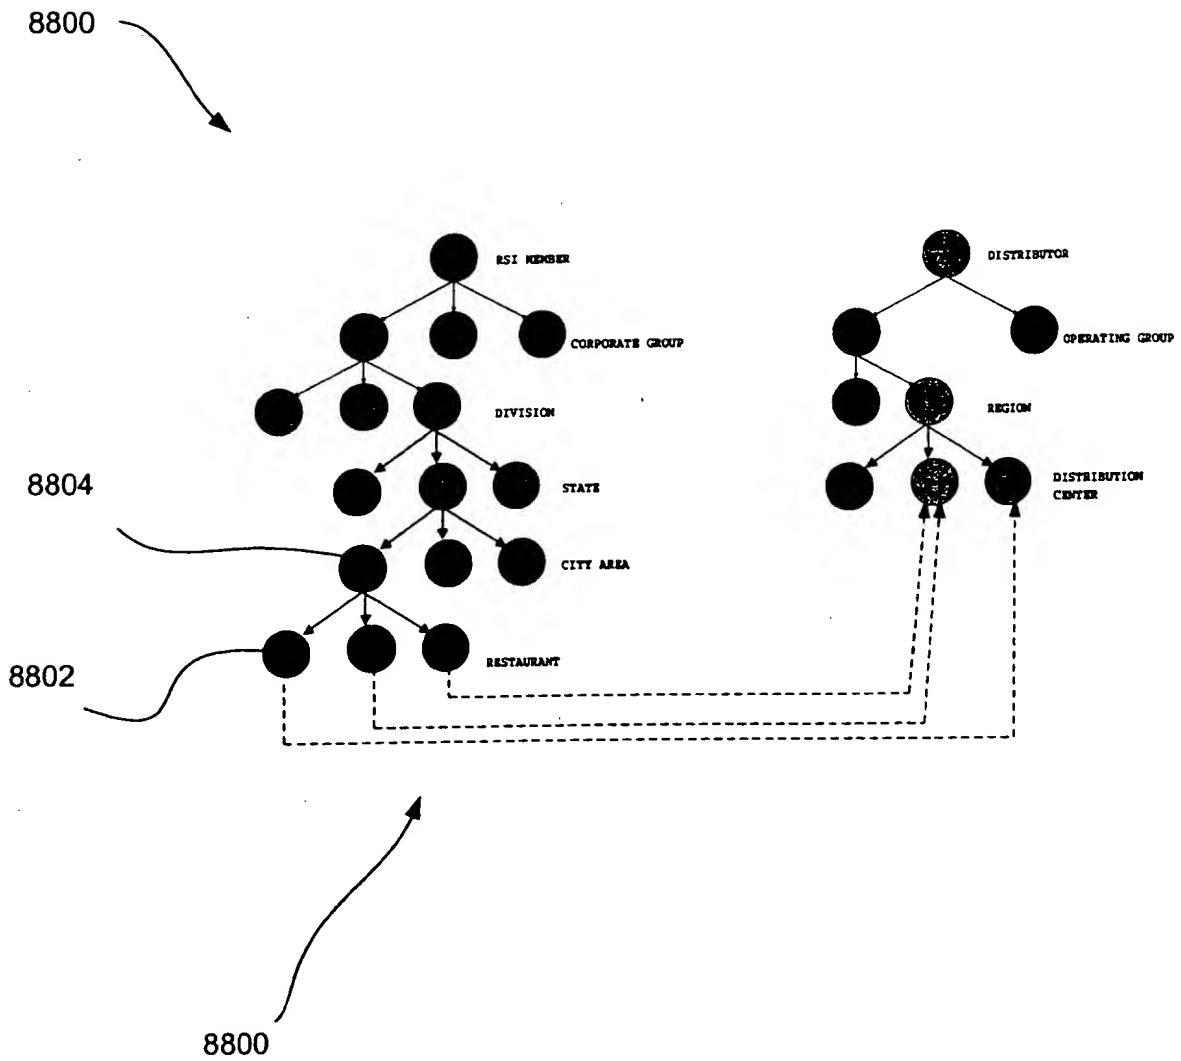 8800
RSI MEMBER
DISTRIBUTOR
CORPORATE GROUP
OPERATING GROUP
DIVISION
REGION
8804
STATE
DISTRIBUTION
CENTER
CITY AREA
8802
RESTAURANT
8800